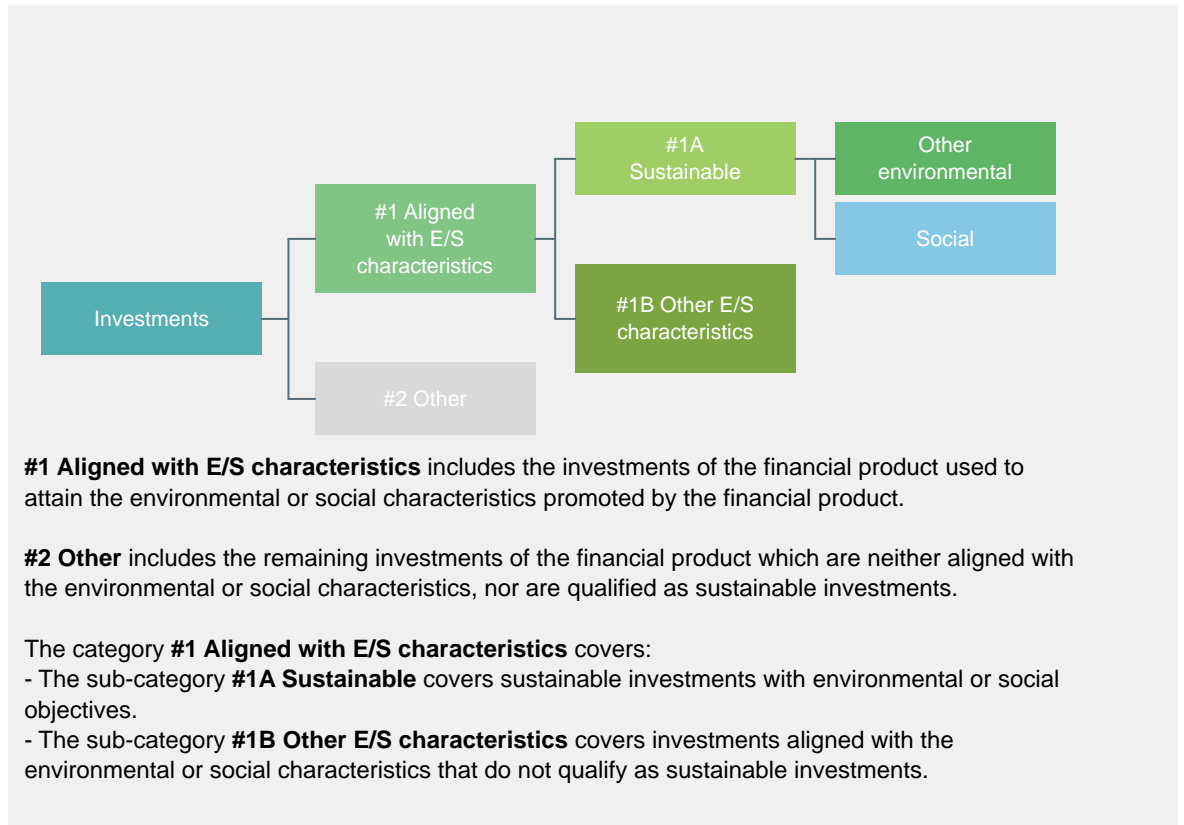 #1A
Sustainable
Other
environmental
#1 Aligned
with E/S
characteristics
Social
Investments
#1B Other E/S
characteristics
#2 Other
#1 Aligned with E/S characteristics includes the investments of the financial product used to
attain the environmental or social characteristics promoted by the financial product.
#2 Other includes the remaining investments of the financial product which are neither aligned with
the environmental or social characteristics, nor are qualified as sustainable investments.
The category #1 Aligned with E/S characteristics covers:
- The sub-category #1A Sustainable covers sustainable investments with environmental or social
objectives.
- The sub-category #1B Other E/S characteristics covers investments aligned with the
environmental or social characteristics that do not qualify as sustainable investments.